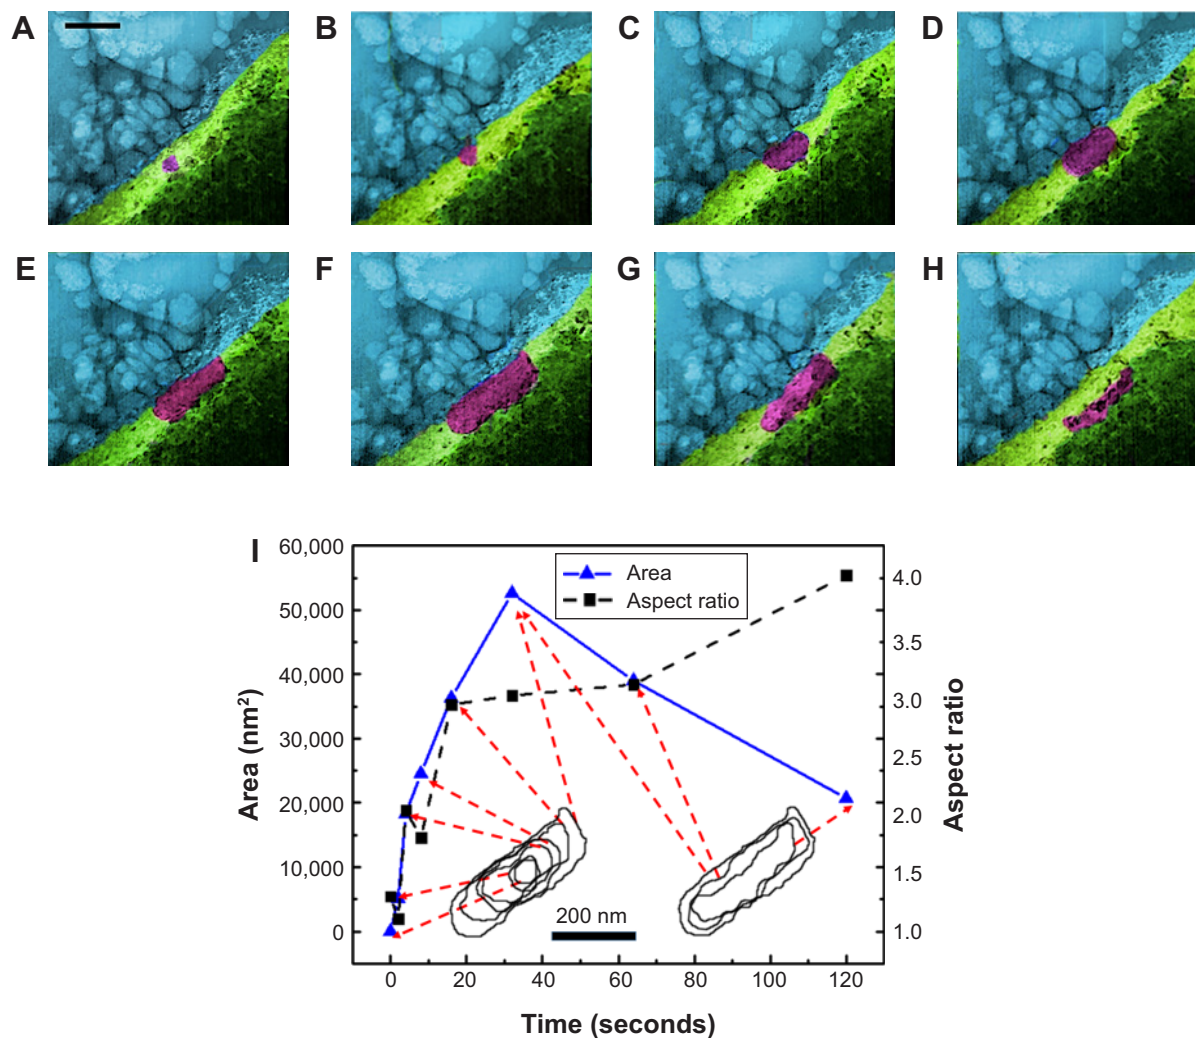 A
B
C
D
E
F
G
H
I
60,000
50,000
40,000
30,000
20,000
10,000
0
Area (nm²)
Area
Aspect ratio
4.0
3.5
3.0
2.5
2.0
1.5
1.0
Aspect ratio
200 nm
0
20
40
60
80
100
120
Time (seconds)